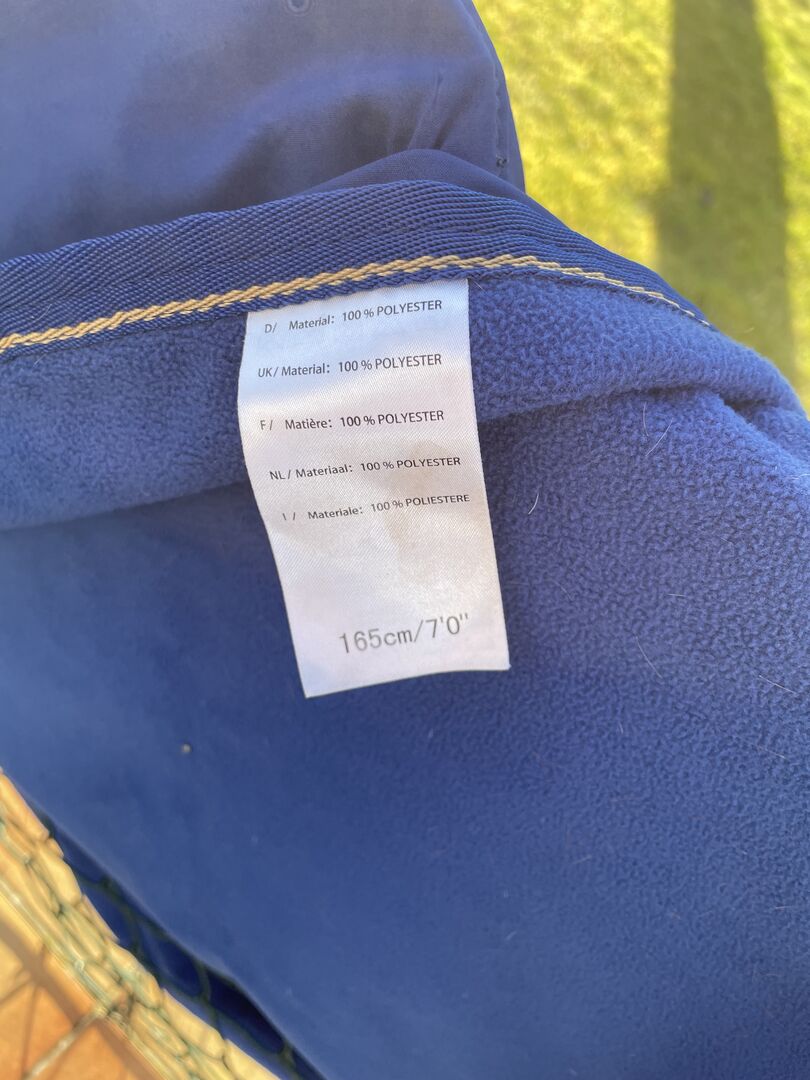 D/ Material: 100 % POLYESTER
UK/ Material: 100 % POLYESTER
F/ Matière: 100 % POLYESTER
NL/ Materiaal: 100 % POLYESTER
I/ Materiale: 100 % POLIESTERE
165cm/7'0"